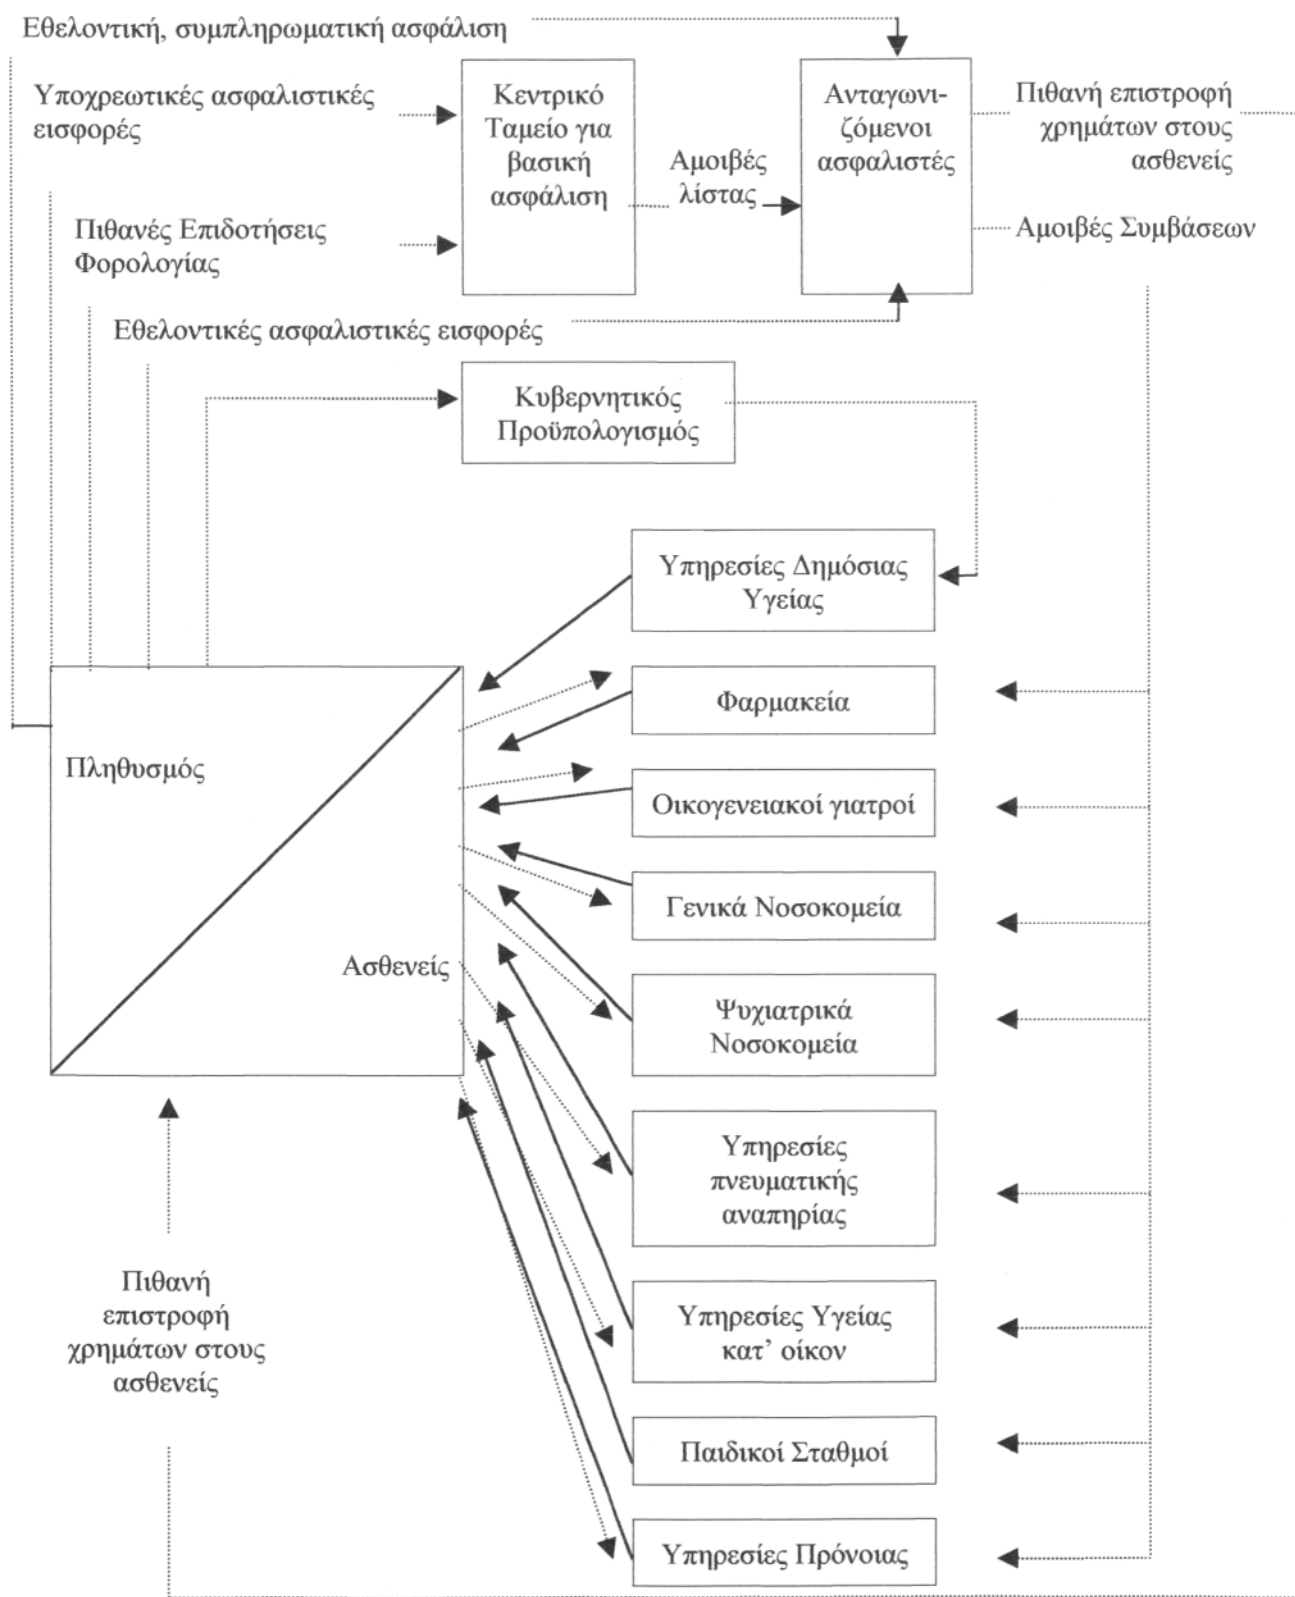 Εθελοντική, συμπληρωματική ασφάλιση
Υποχρεωτικές ασφαλιστικές
εισφορές
Κεντρικό
Ταμείο για
βασική
ασφάλιση
Αμοιβές
λίστας
Ανταγωνι-
ζόμενοι
ασφαλιστές
Πιθανή επιστροφή
χρημάτων στους
ασθενείς
Πιθανές Επιδοτήσεις
Φορολογίας
Αμοιβές Συμβάσεων
Εθελοντικές ασφαλιστικές εισφορές
Κυβερνητικός
Προϋπολογισμός
Υπηρεσίες Δημόσιας
Υγείας
Φαρμακεία
Πληθυσμός
Οικογενειακοί γιατροί
Γενικά Νοσοκομεία
Ασθενείς
Ψυχιατρικά
Νοσοκομεία
Υπηρεσίες
πνευματικής
αναπηρίας
Πιθανή
επιστροφή
χρημάτων στους
ασθενείς
Υπηρεσίες Υγείας
κατ’ οίκον
Παιδικοί Σταθμοί
Υπηρεσίες Πρόνοιας